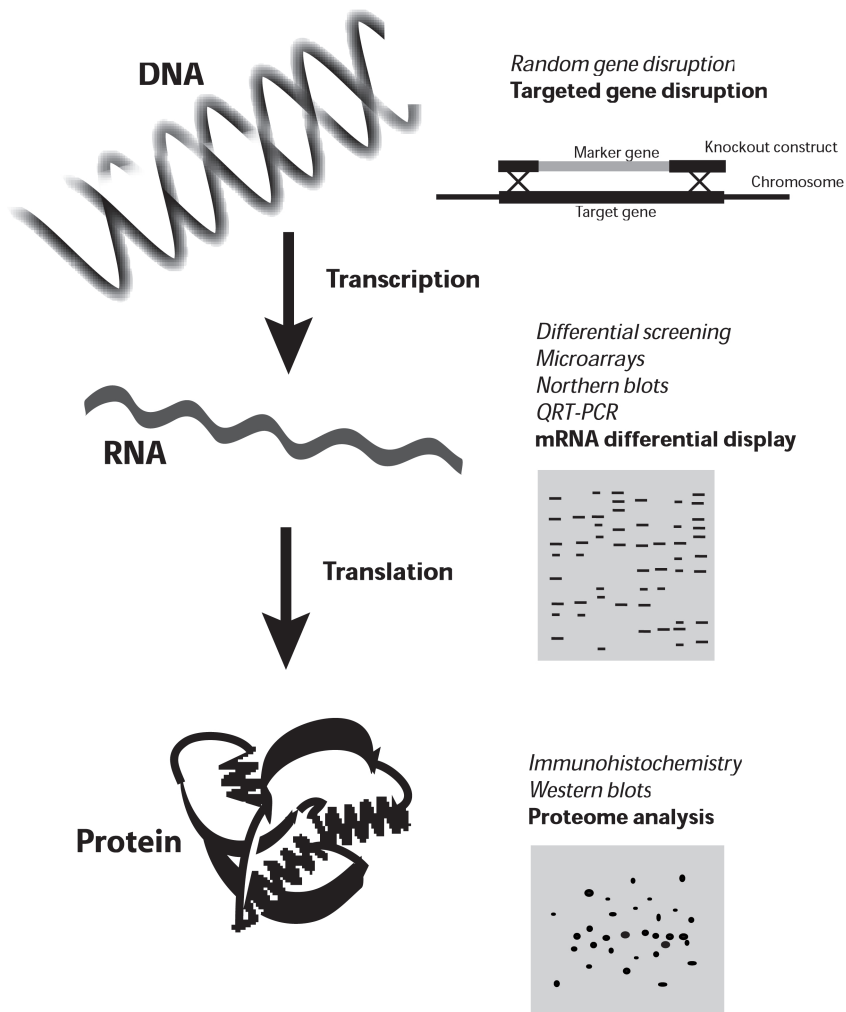 DNA
Random gene disruption
Targeted gene disruption
Marker gene
Knockout construct
Chromosome
Target gene
Transcription
Differential screening
Microarrays
Northern blots
QRT-PCR
mRNA differential display
RNA
Translation
Immunohistochemistry
Western blots
Proteome analysis
Protein